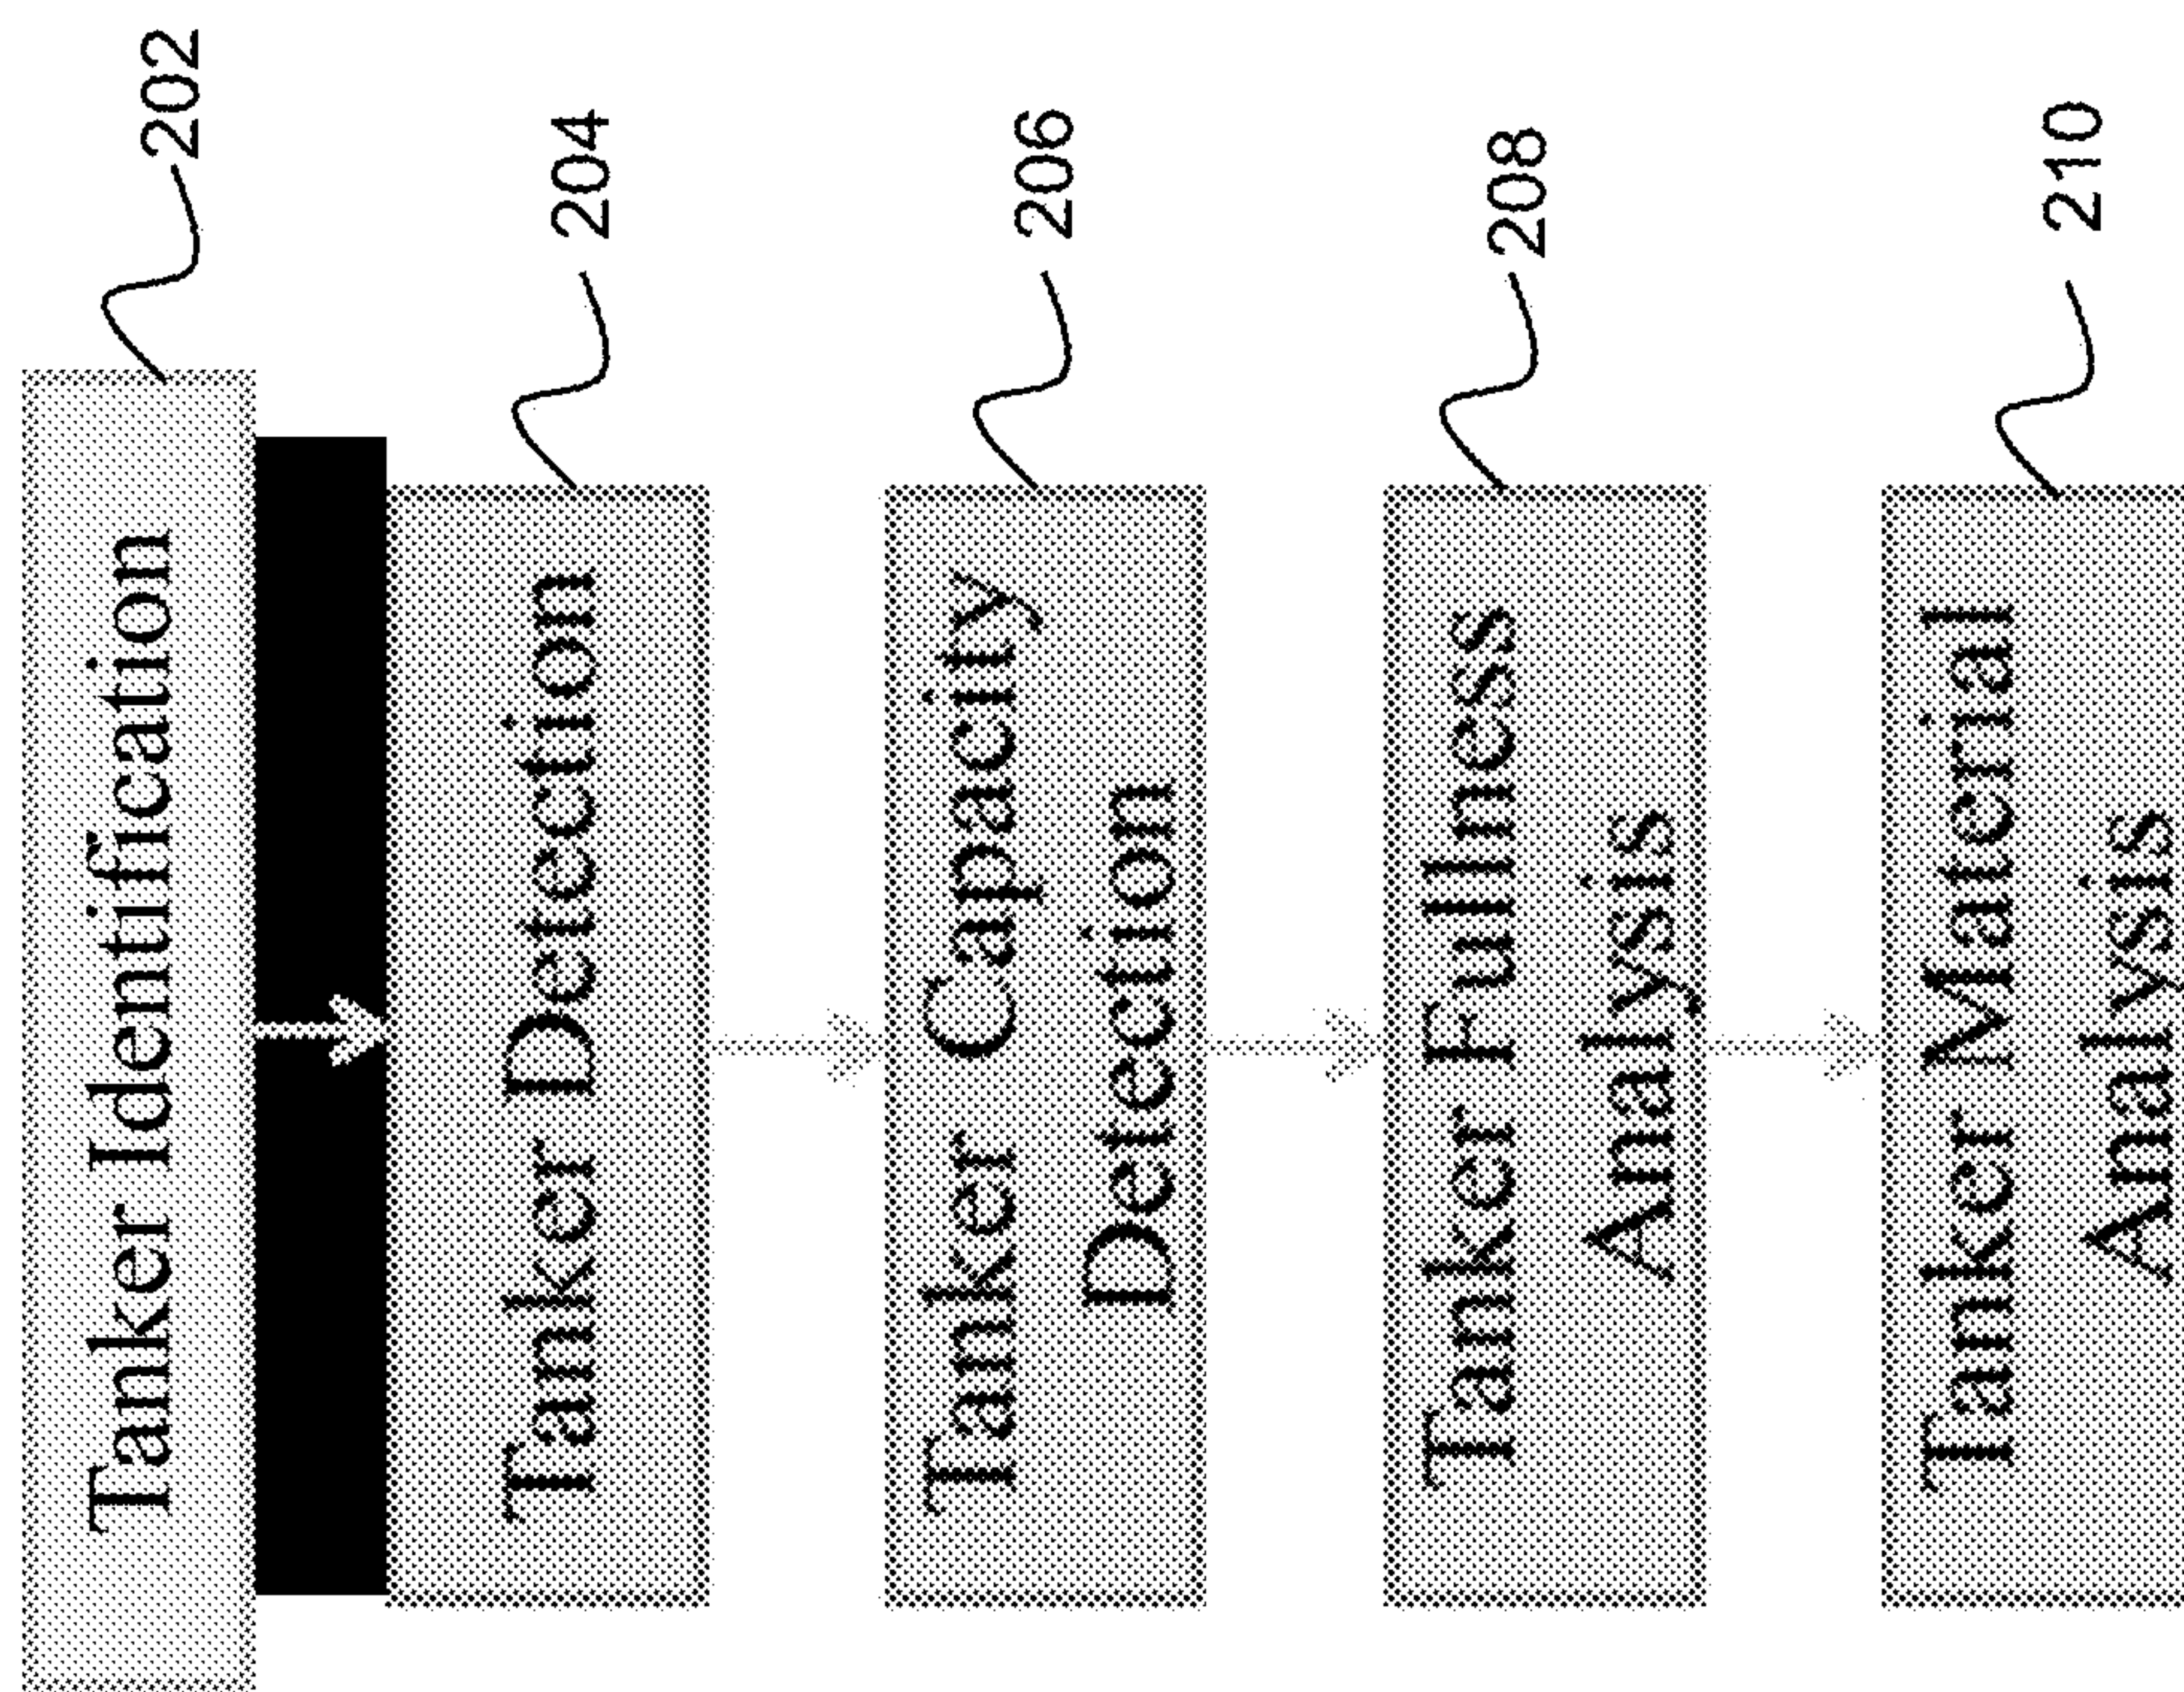 Tanker Identification
202
Tanker Detection
204
Tanker Capacity
Detection
206
Tanker Fullness
Analysis
208
Tanker Material
Analysis
210